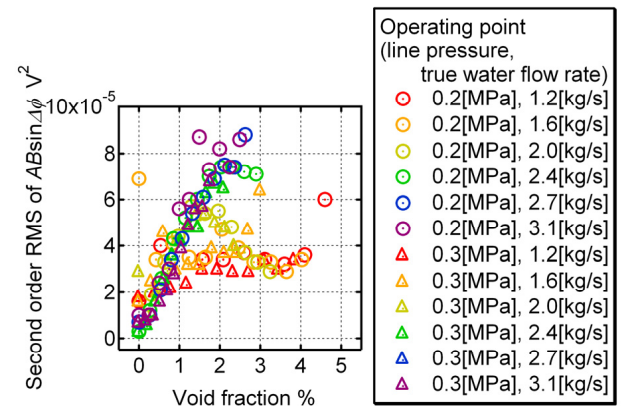 Operating point
(line pressure,
true water flow rate)
0.2[MPa], 1.2[kg/s]
0.2[MPa], 1.6[kg/s]
0.2[MPa], 2.0[kg/s]
0.2[MPa], 2.4[kg/s]
0.2[MPa], 2.7[kg/s]
0.2[MPa], 3.1[kg/s]
0.3[MPa], 1.2[kg/s]
0.3[MPa], 1.6[kg/s]
0.3[MPa], 2.0[kg/s]
0.3[MPa], 2.4[kg/s]
0.3[MPa], 2.7[kg/s]
0.3[MPa], 3.1[kg/s]
Second order RMS of ABsinΔϕ V²
10x10⁻⁵
8
6
4
2
0
0 1 2 3 4 5
Void fraction %